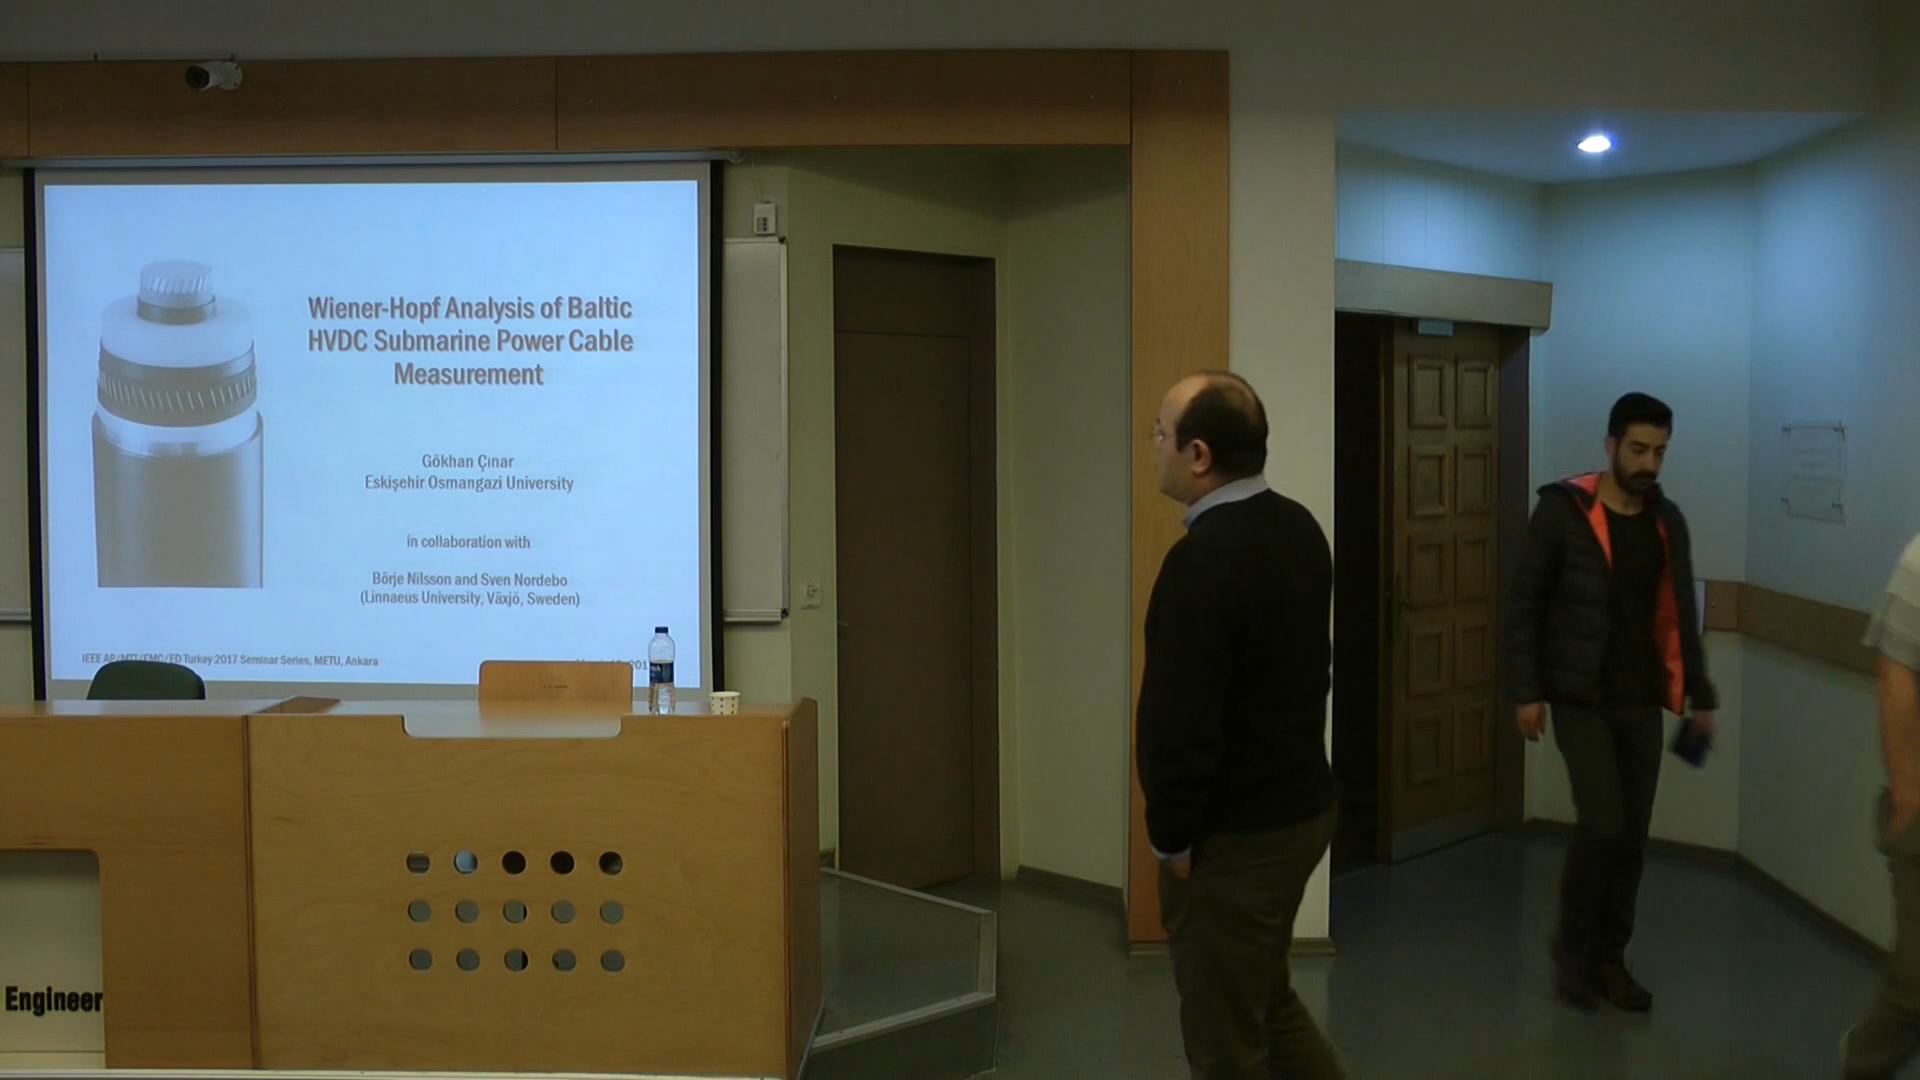 Wiener-Hopf Analysis of Baltic
HVDC Submarine Power Cable
Measurement
Gökhan Çınar
Eskişehir Osmangazi University
in collaboration with
Börje Nilsson and Sven Nordebo
(Linnaeus University, Växjö, Sweden)
IEEE AP/MTT/EMC/ED Turkey 2017 Seminar Series, METU, Ankara
Engineer